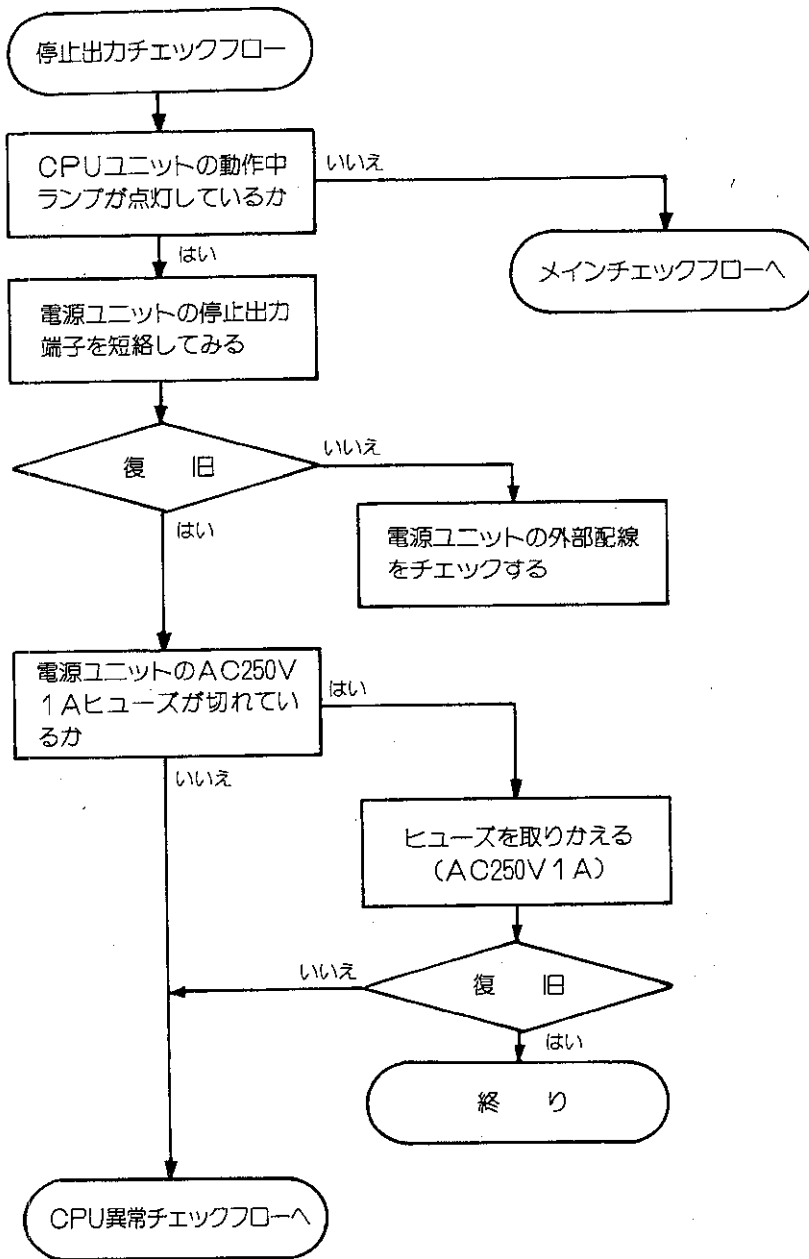 停止出力チェックフロー
CPUユニットの動作中
ランプが点灯しているか
いいえ
はい
メインチェックフローへ
電源ユニットの停止出力
端子を短絡してみる
復 旧
いいえ
はい
電源ユニットの外部配線
をチェックする
電源ユニットのAC250V
1Aヒューズが切れてい
るか
はい
いいえ
ヒューズを取りかえる
(AC250V1A)
復 旧
いいえ
はい
終 り
CPU異常チェックフローへ